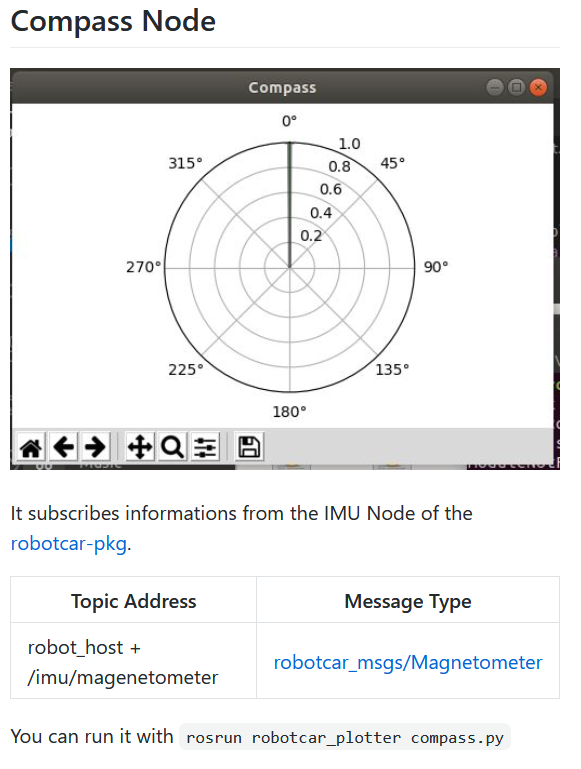 Compass Node
Compass
0°
1.0
315°
0.8
45°
0.6
0.4
0.2
270°
90°
225°
135°
180°
It subscribes informations from the IMU Node of the
robotcar-pkg.
Topic Address
Message Type
robot_host +
/imu/magenetometer
robotcar_msgs/Magnetometer
You can run it with rosrun robotcar_plotter compass.py